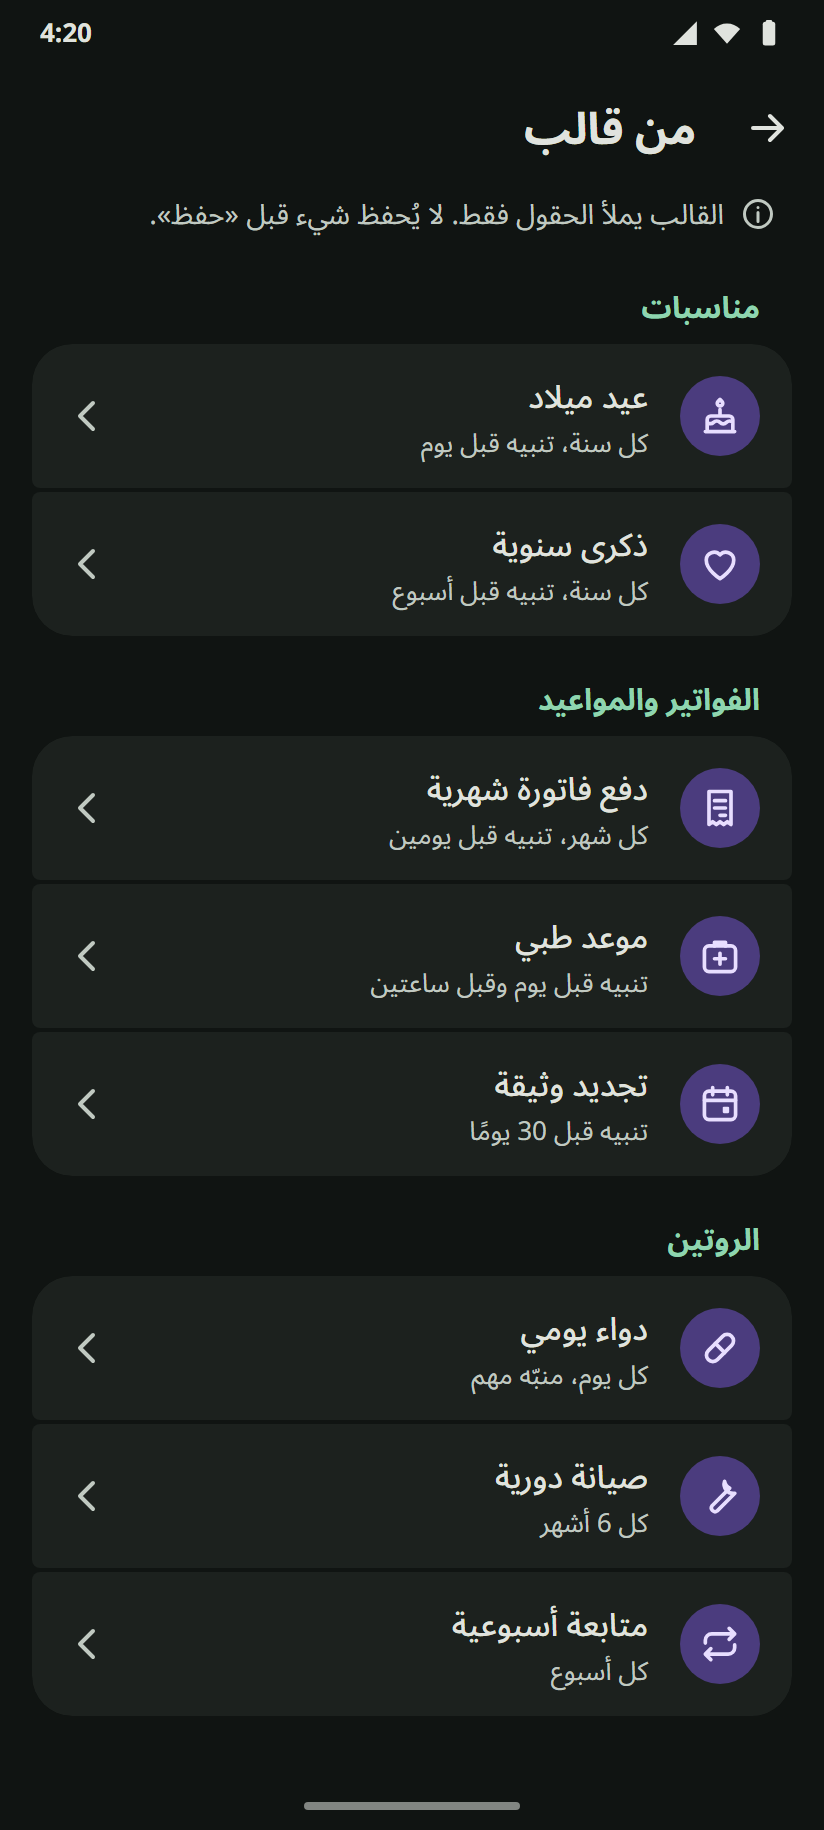 4:20
من قالب
القالب يملأ الحقول فقط. لا يُحفظ شيء قبل «حفظ».
مناسبات
عيد ميلاد
كل سنة، تنبيه قبل يوم
ذكرى سنوية
كل سنة، تنبيه قبل أسبوع
الفواتير والمواعيد
دفع فاتورة شهرية
كل شهر، تنبيه قبل يومين
موعد طبي
تنبيه قبل يوم وقبل ساعتين
تجديد وثيقة
تنبيه قبل 30 يومًا
الروتين
دواء يومي
كل يوم، منبّه مهم
صيانة دورية
كل 6 أشهر
متابعة أسبوعية
كل أسبوع